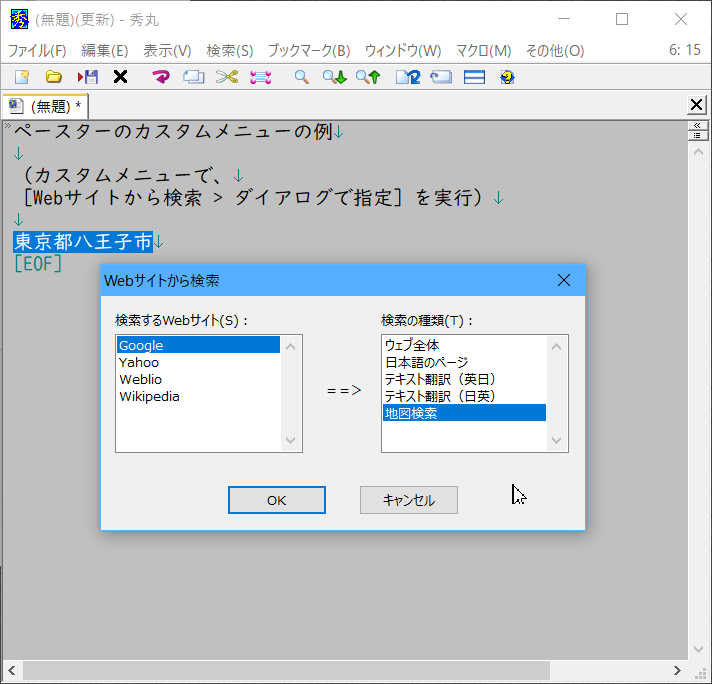 秀 (無題)(更新) - 秀丸
ファイル(F) 編集(E) 表示(V) 検索(S) ブックマーク(B) ウィンドウ(W) マクロ(M) その他(O) 6: 15
(無題) *
ペースターのカスタムメニューの例↓
↓
（カスタムメニューで、↓
［Webサイトから検索 > ダイアログで指定］を実行）↓
↓
東京都八王子市↓
[EOF]
Webサイトから検索
検索するWebサイト(S)：
Google
Yahoo
Weblio
Wikipedia
==>
検索の種類(T)：
ウェブ全体
日本語のページ
テキスト翻訳（英日）
テキスト翻訳（日英）
地図検索
OK キャンセル